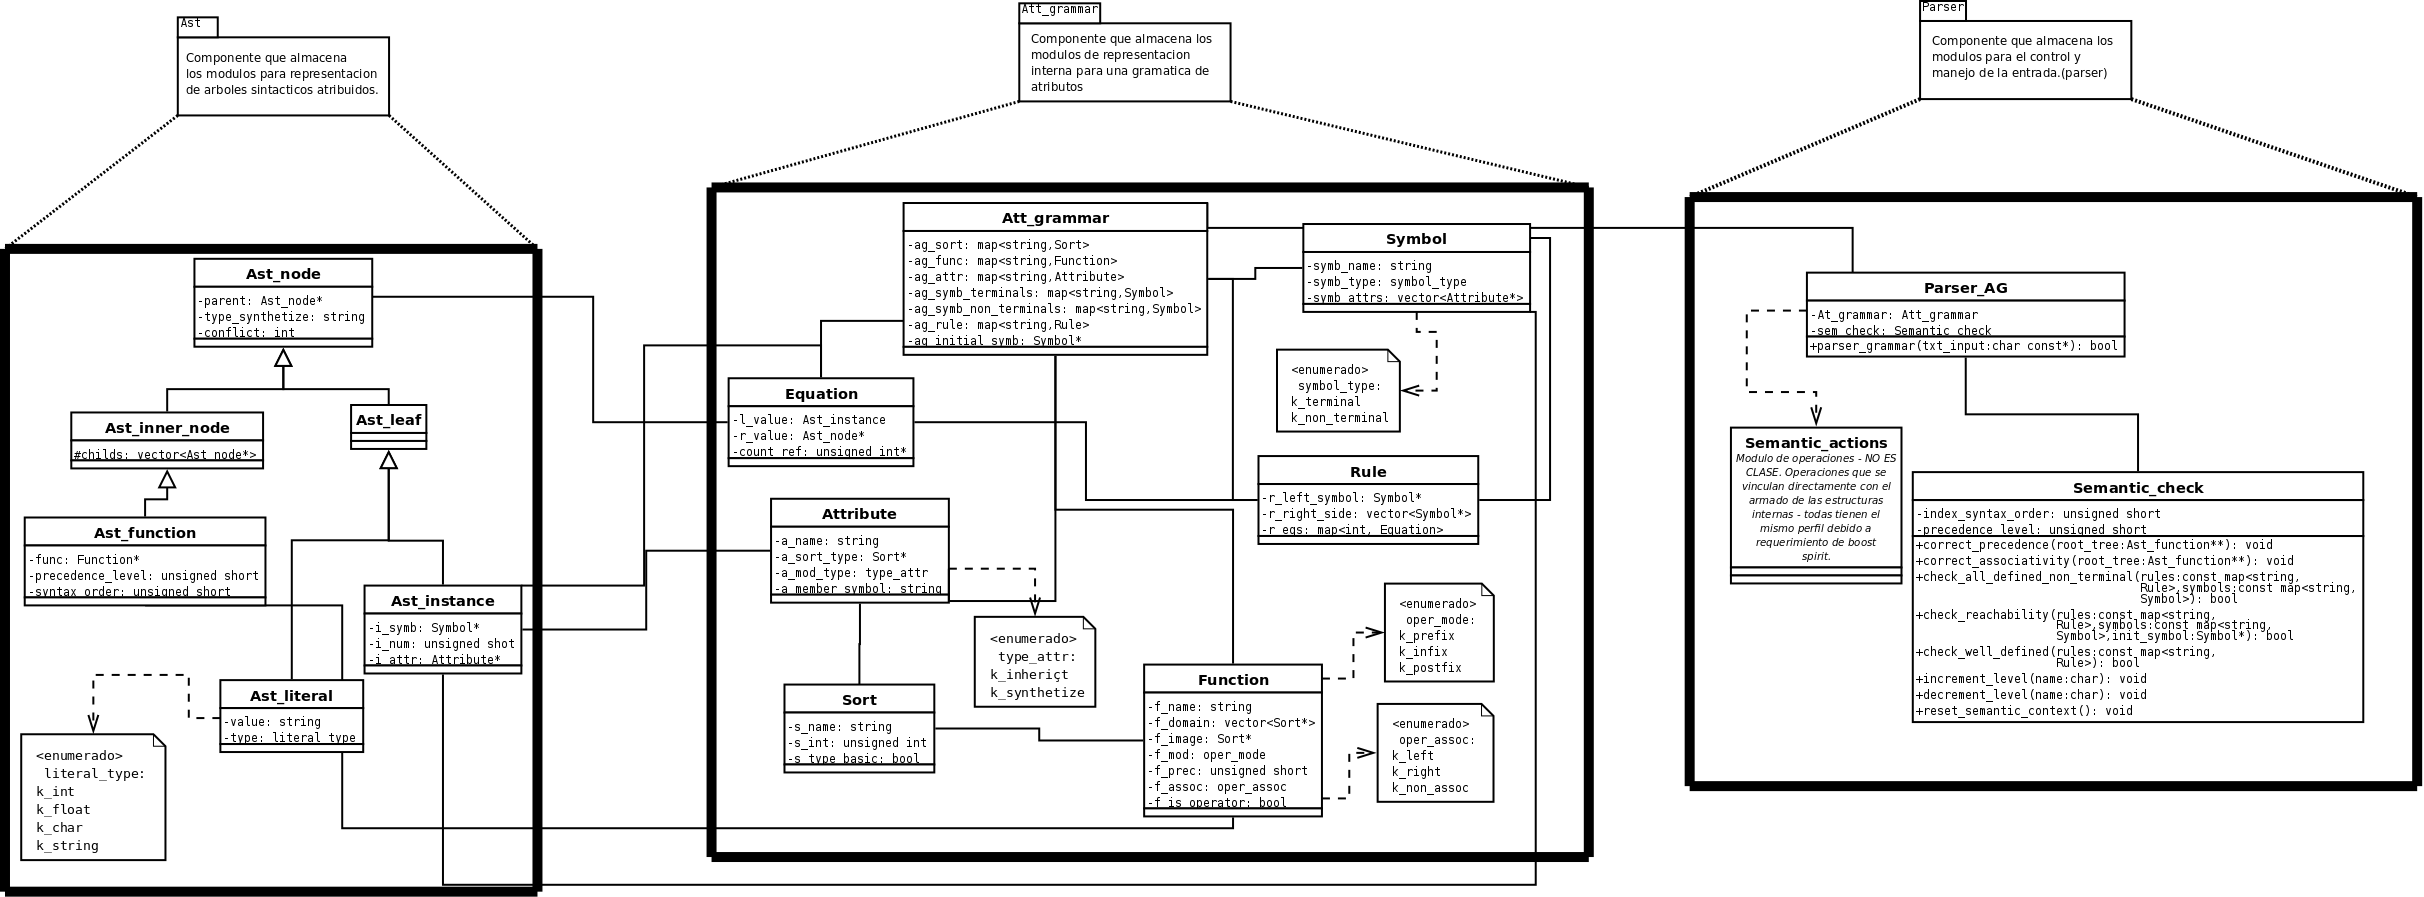 Ast
Componente que almacena
los modulos para representacion
de arboles sintacticos atribuidos.
Ast_node
-parent: Ast_node*
-type_synthetize: string
-conflict: int
Ast_inner_node
#childs: vector<Ast_node*>
Ast_leaf
Ast_function
-func: Function*
-precedence_level: unsigned short
-syntax_order: unsigned short
Ast_instance
-i_symb: Symbol*
-i_num: unsigned shot
-i_attr: Attribute*
Ast_literal
-value: string
-type: literal_type
<enumerado>
literal_type:
k_int
k_float
k_char
k_string
Att_grammar
Componente que almacena los
modulos de representacion
interna para una gramatica de
atributos
Att_grammar
-ag_sort: map<string,Sort>
-ag_func: map<string,Function>
-ag_attr: map<string,Attribute>
-ag_symb_terminals: map<string,Symbol>
-ag_symb_non_terminals: map<string,Symbol>
-ag_rule: map<string,Rule>
-ag_initial_symb: Symbol*
Symbol
-symb_name: string
-symb_type: symbol_type
-symb_attrs: vector<Attribute*>
<enumerado>
symbol_type:
k_terminal
k_non_terminal
Equation
-l_value: Ast_instance
-r_value: Ast_node*
-count_ref: unsigned int*
Rule
-r_left_symbol: Symbol*
-r_right_side: vector<Symbol*>
-r_eqs: map<int, Equation>
Attribute
-a_name: string
-a_sort_type: Sort*
-a_mod_type: type_attr
-a_member_symbol: string
<enumerado>
type_attr:
k_inheriçt
k_synthetize
Sort
-s_name: string
-s_int: unsigned int
-s_type_basic: bool
Function
-f_name: string
-f_domain: vector<Sort*>
-f_image: Sort*
-f_mod: oper_mode
-f_prec: unsigned short
-f_assoc: oper_assoc
-f_is_operator: bool
<enumerado>
oper_mode:
k_prefix
k_infix
k_postfix
<enumerado>
oper_assoc:
k_left
k_right
k_non_assoc
Parser
Componente que almacena los
modulos para el control y
manejo de la entrada.(parser)
Parser_AG
-At_grammar: Att_grammar
-sem_check: Semantic_check
+parser_grammar(txt_input:char const*): bool
Semantic_actions
Modulo de operaciones - NO ES
CLASE. Operaciones que se
vinculan directamente con el
armado de las estructuras
internas - todas tienen el
mismo perfil debido a
requerimiento de boost
spirit.
Semantic_check
-index_syntax_order: unsigned short
-precedence_level: unsigned short
+correct_precedence(root_tree:Ast_function**): void
+correct_associativity(root_tree:Ast_function**): void
+check_all_defined_non_terminal(rules:const map<string,
Rule>,symbols:const map<string,
Symbol>): bool
+check_reachability(rules:const map<string,
Rule>,symbols:const map<string,
Symbol>,init_symbol:Symbol*): bool
+check_well_defined(rules:const map<string,
Rule>): bool
+increment_level(name:char): void
+decrement_level(name:char): void
+reset_semantic_context(): void